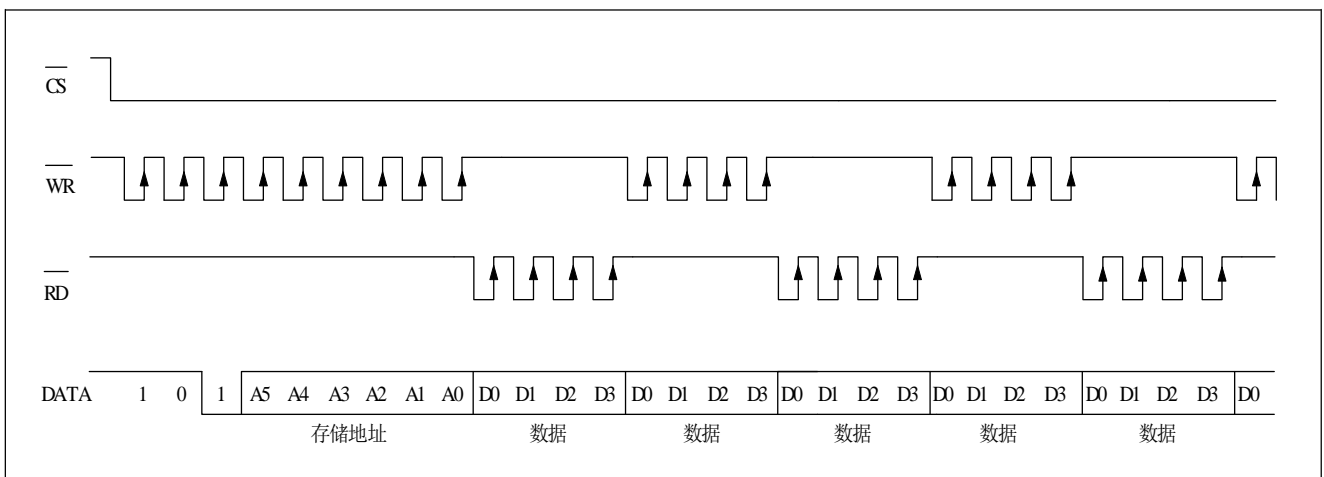 CS
WR
RD
DATA 1 0 1 A5 A4 A3 A2 A1 A0 D0 D1 D2 D3 D0 D1 D2 D3 D0 D1 D2 D3 D0 D1 D2 D3 D0 D1 D2 D3 D0
存储地址 数据 数据 数据 数据 数据